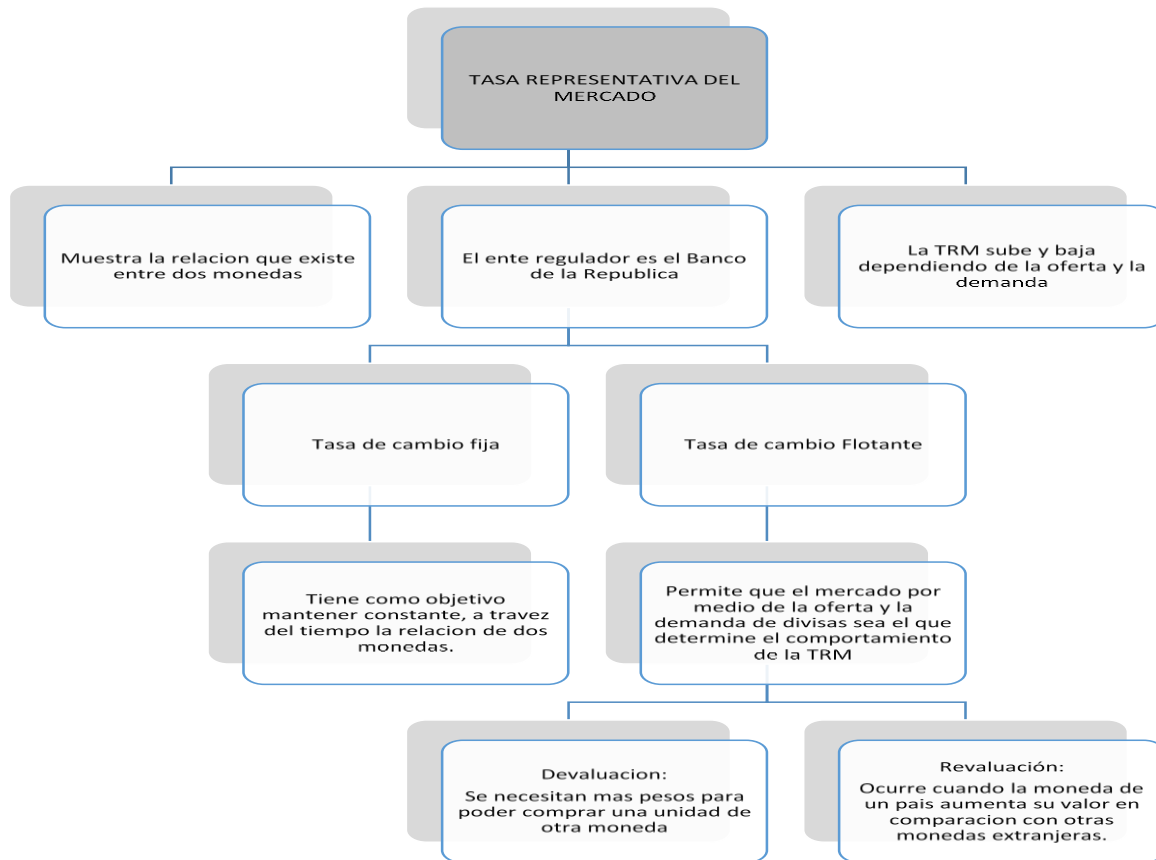 TASA REPRESENTATIVA DEL
MERCADO
Muestra la relacion que existe
entre dos monedas
El ente regulador es el Banco
de la Republica
La TRM sube y baja
dependiendo de la oferta y la
demanda
Tasa de cambio fija
Tasa de cambio Flotante
Tiene como objetivo
mantener constante, a travez
del tiempo la relacion de dos
monedas.
Permite que el mercado por
medio de la oferta y la
demanda de divisas sea el que
determine el comportamiento
de la TRM
Devaluacion:
Se necesitan mas pesos para
poder comprar una unidad de
otra moneda
Revaluación:
Ocurre cuando la moneda de
un pais aumenta su valor en
comparacion con otras
monedas extranjeras.